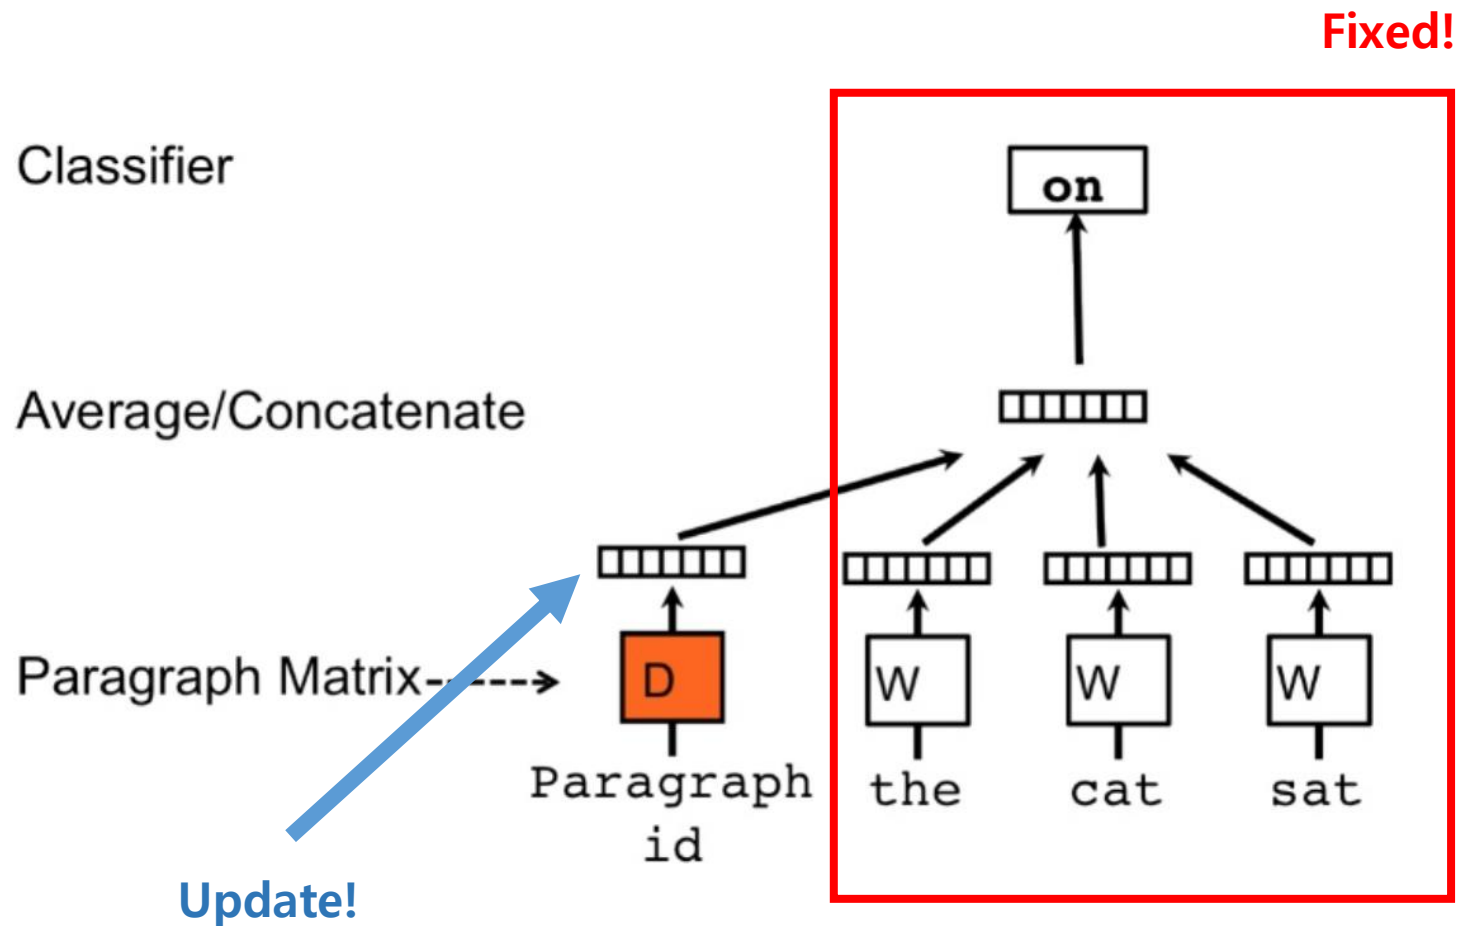 Fixed!
Classifier
on
Average/Concatenate
Paragraph Matrix
D
W
W
W
Paragraph
id
the
cat
sat
Update!